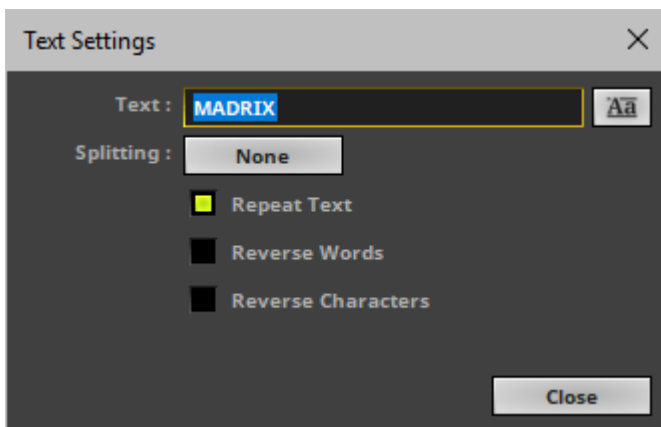 Text Settings
Text : MADRIX Aa
Splitting : None
Repeat Text
Reverse Words
Reverse Characters
Close